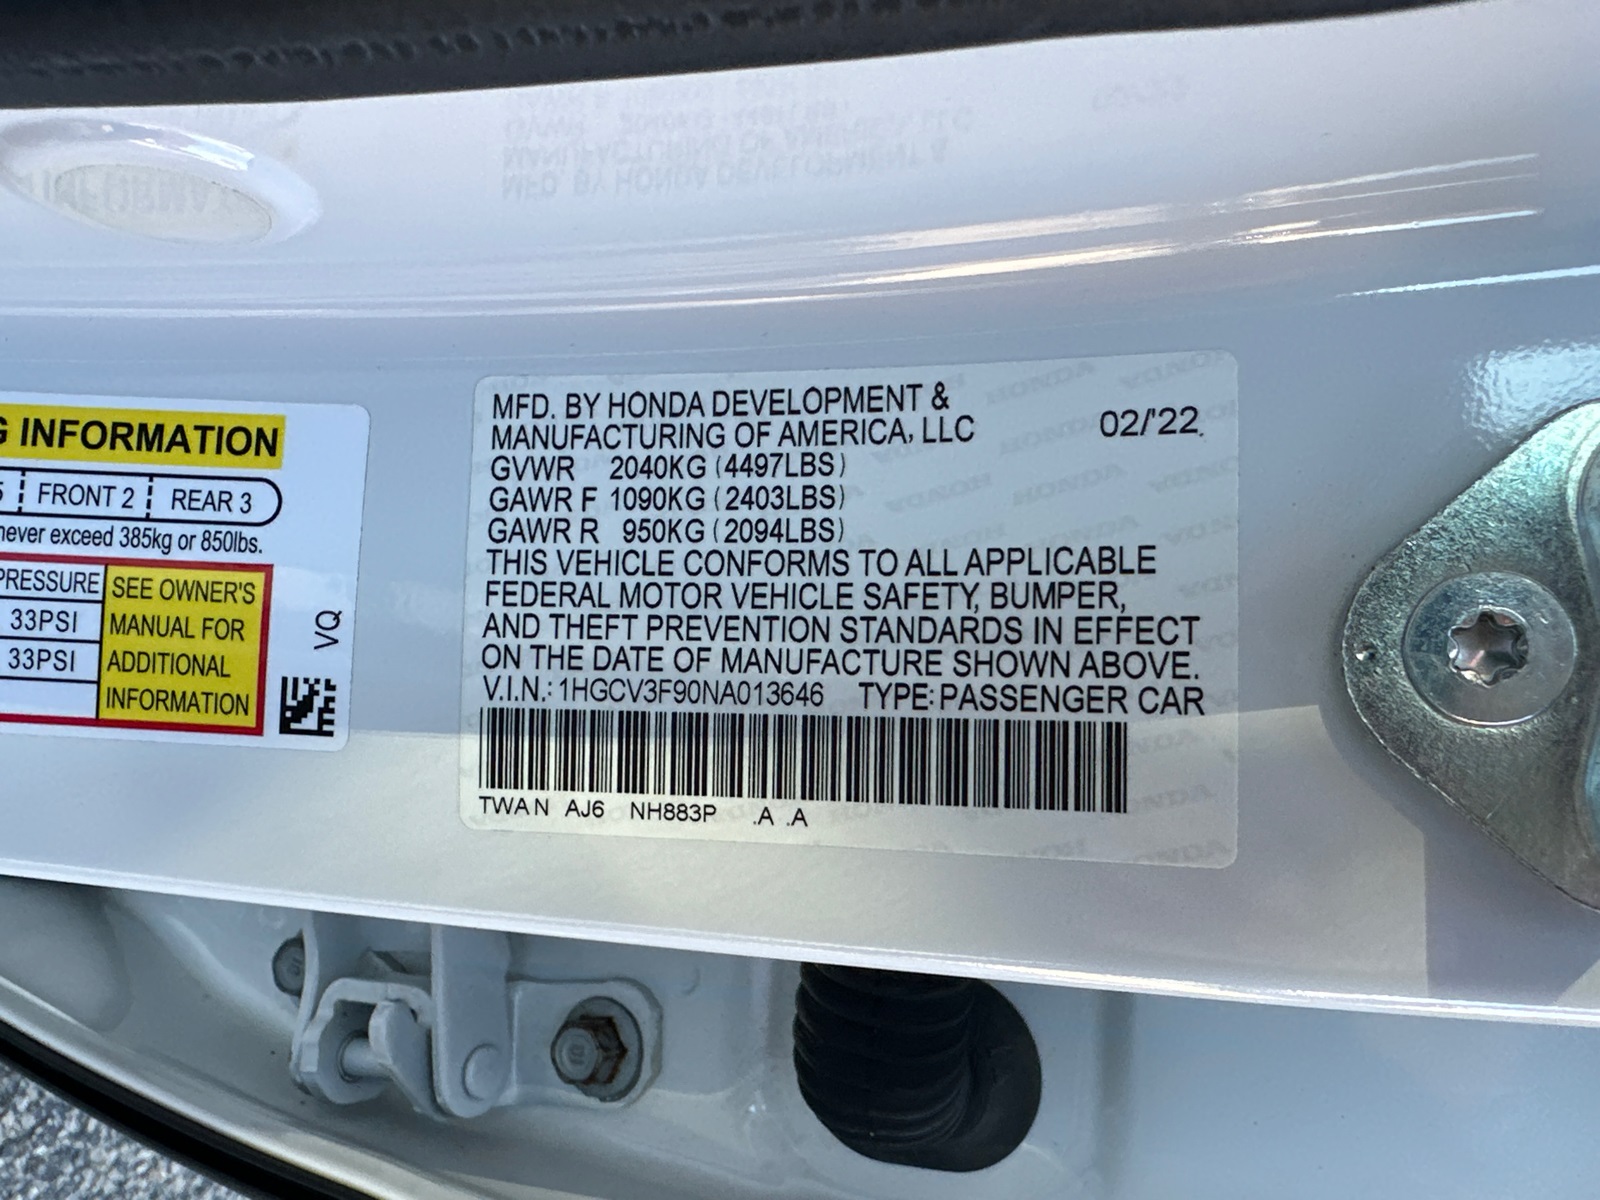 G INFORMATION
5 FRONT 2 REAR 3
never exceed 385kg or 850lbs.
PRESSURE
33PSI
33PSI
SEE OWNER'S
MANUAL FOR
ADDITIONAL
INFORMATION
VQ
MFD. BY HONDA DEVELOPMENT &
MANUFACTURING OF AMERICA, LLC
02/'22
GVWR 2040KG (4497LBS)
GAWR F 1090KG (2403LBS)
GAWR R 950KG (2094LBS)
THIS VEHICLE CONFORMS TO ALL APPLICABLE
FEDERAL MOTOR VEHICLE SAFETY, BUMPER,
AND THEFT PREVENTION STANDARDS IN EFFECT
ON THE DATE OF MANUFACTURE SHOWN ABOVE.
V.I.N.: 1HGCV3F90NA013646 TYPE: PASSENGER CAR
TWAN AJ6 NH883P .A .A